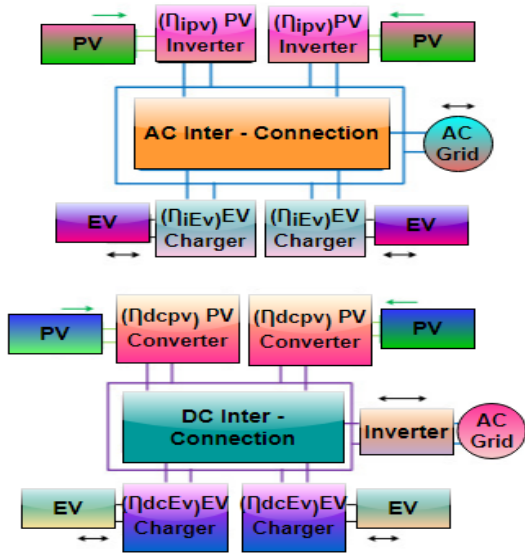 PV
(ηipv) PV
Inverter
(ηipv) PV
Inverter
PV
AC Inter - Connection
AC
Grid
EV
(ηiEv)EV
Charger
(ηiEv)EV
Charger
EV
PV
(ηdcpv) PV
Converter
(ηdcpv) PV
Converter
PV
DC Inter -
Connection
Inverter
AC
Grid
EV
(ηdcEv)EV
Charger
(ηdcEv)EV
Charger
EV